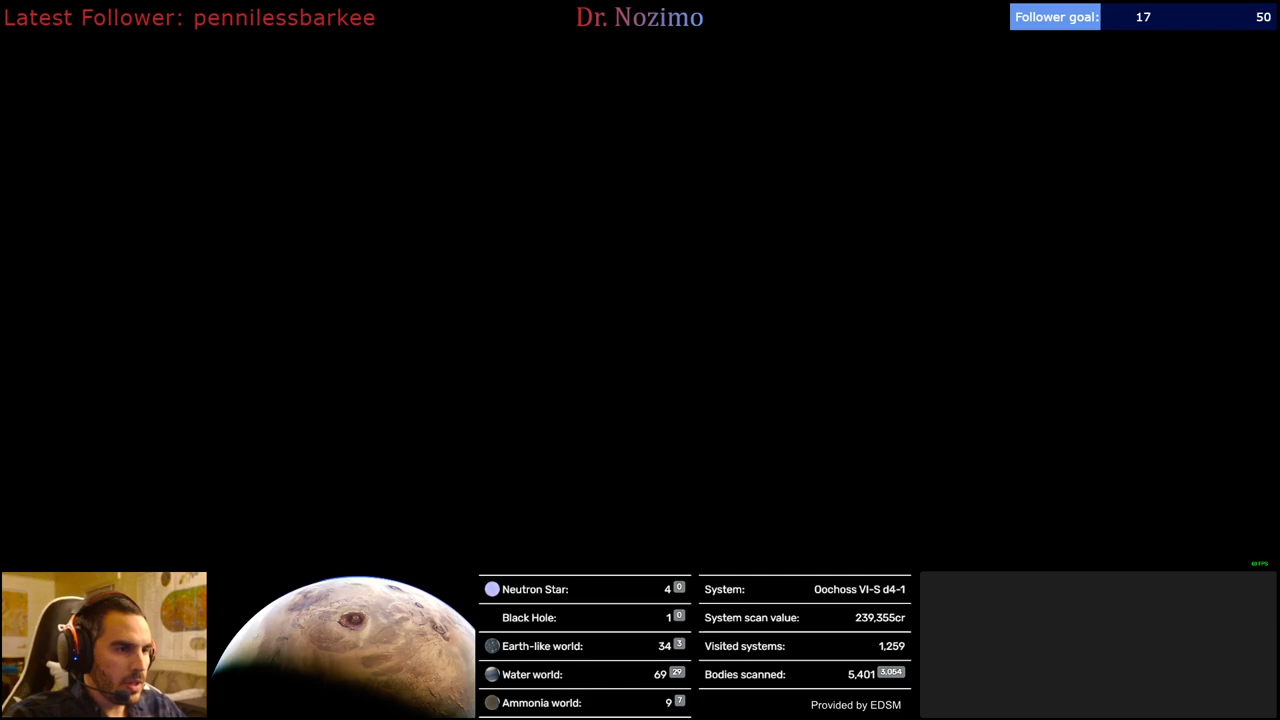 Latest Follower: pennilessbarkee
Dr. Nozimo
Follower goal: 17 50
60 FPS
Neutron Star: 4 0
Black Hole: 1 0
Earth-like world: 34 3
Water world: 69 29
Ammonia world: 9 7
System: Oochoss VI-S d4-1
System scan value: 239,355cr
Visited systems: 1,259
Bodies scanned: 5,401 3,054
Provided by EDSM